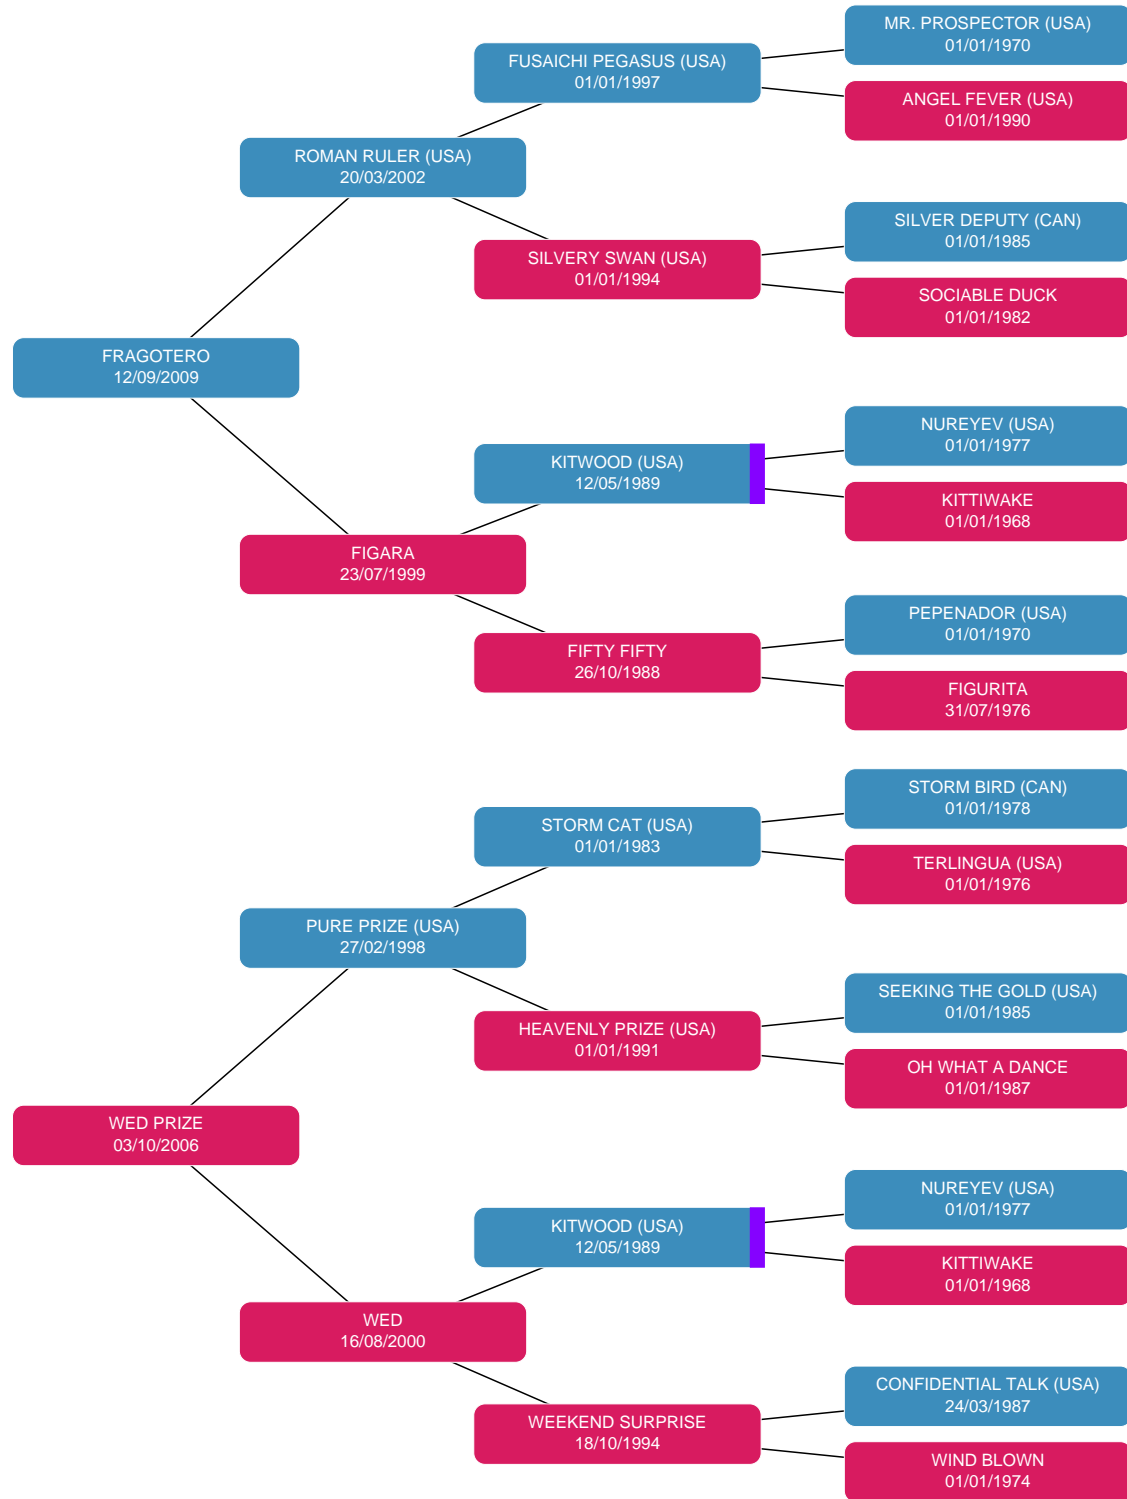 MR. PROSPECTOR (USA)
01/01/1970
FUSAICHI PEGASUS (USA)
01/01/1997
ANGEL FEVER (USA)
01/01/1990
ROMAN RULER (USA)
20/03/2002
SILVER DEPUTY (CAN)
01/01/1985
SILVERY SWAN (USA)
01/01/1994
SOCIABLE DUCK
01/01/1982
FRAGOTERO
12/09/2009
NUREYEV (USA)
01/01/1977
KITWOOD (USA)
12/05/1989
KITTIWAKE
01/01/1968
FIGARA
23/07/1999
PEPENADOR (USA)
01/01/1970
FIFTY FIFTY
26/10/1988
FIGURITA
31/07/1976
STORM BIRD (CAN)
01/01/1978
STORM CAT (USA)
01/01/1983
TERLINGUA (USA)
01/01/1976
PURE PRIZE (USA)
27/02/1998
SEEKING THE GOLD (USA)
01/01/1985
HEAVENLY PRIZE (USA)
01/01/1991
OH WHAT A DANCE
01/01/1987
WED PRIZE
03/10/2006
NUREYEV (USA)
01/01/1977
KITWOOD (USA)
12/05/1989
KITTIWAKE
01/01/1968
WED
16/08/2000
CONFIDENTIAL TALK (USA)
24/03/1987
WEEKEND SURPRISE
18/10/1994
WIND BLOWN
01/01/1974